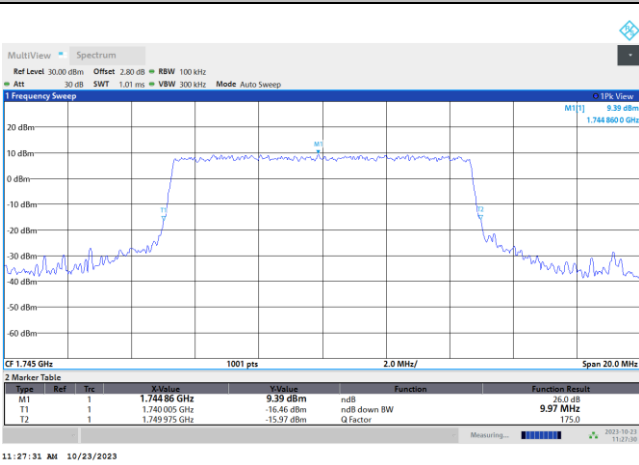 MultiView Spectrum
Ref Level 30.00 dBm Offset 2.80 dB RBW 100 kHz
Att 30 dB SWT 1.01 ms VBW 300 kHz Mode Auto Sweep
1 Frequency Sweep 1Pk View
M1[1] 9.39 dBm
1.744 860 0 GHz
20 dBm
M1
10 dBm
0 dBm
-10 dBm
T1 T2
-20 dBm
-30 dBm
-40 dBm
-50 dBm
-60 dBm
CF 1.745 GHz 1001 pts 2.0 MHz/ Span 20.0 MHz
2 Marker Table
Type Ref Trc X-Value Y-Value Function Function Result
M1 1 1.744 86 GHz 9.39 dBm ndB 26.0 dB
T1 1 1.740 005 GHz -16.46 dBm ndB down BW 9.97 MHz
T2 1 1.749 975 GHz -15.97 dBm Q Factor 175.0
Measuring... 2023-10-23
11:27:30
11:27:31 AM 10/23/2023